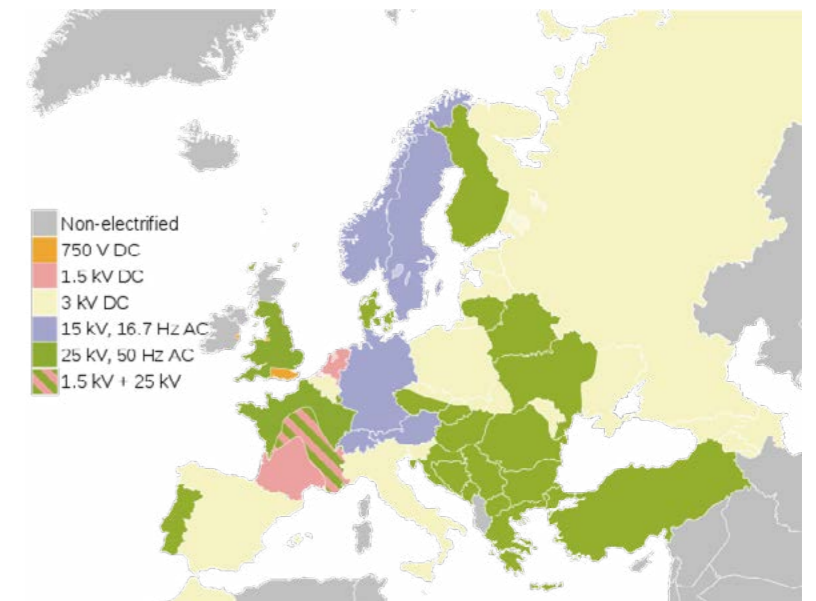 Non-electrified
750 V DC
1.5 kV DC
3 kV DC
15 kV, 16.7 Hz AC
25 kV, 50 Hz AC
1.5 kV + 25 kV